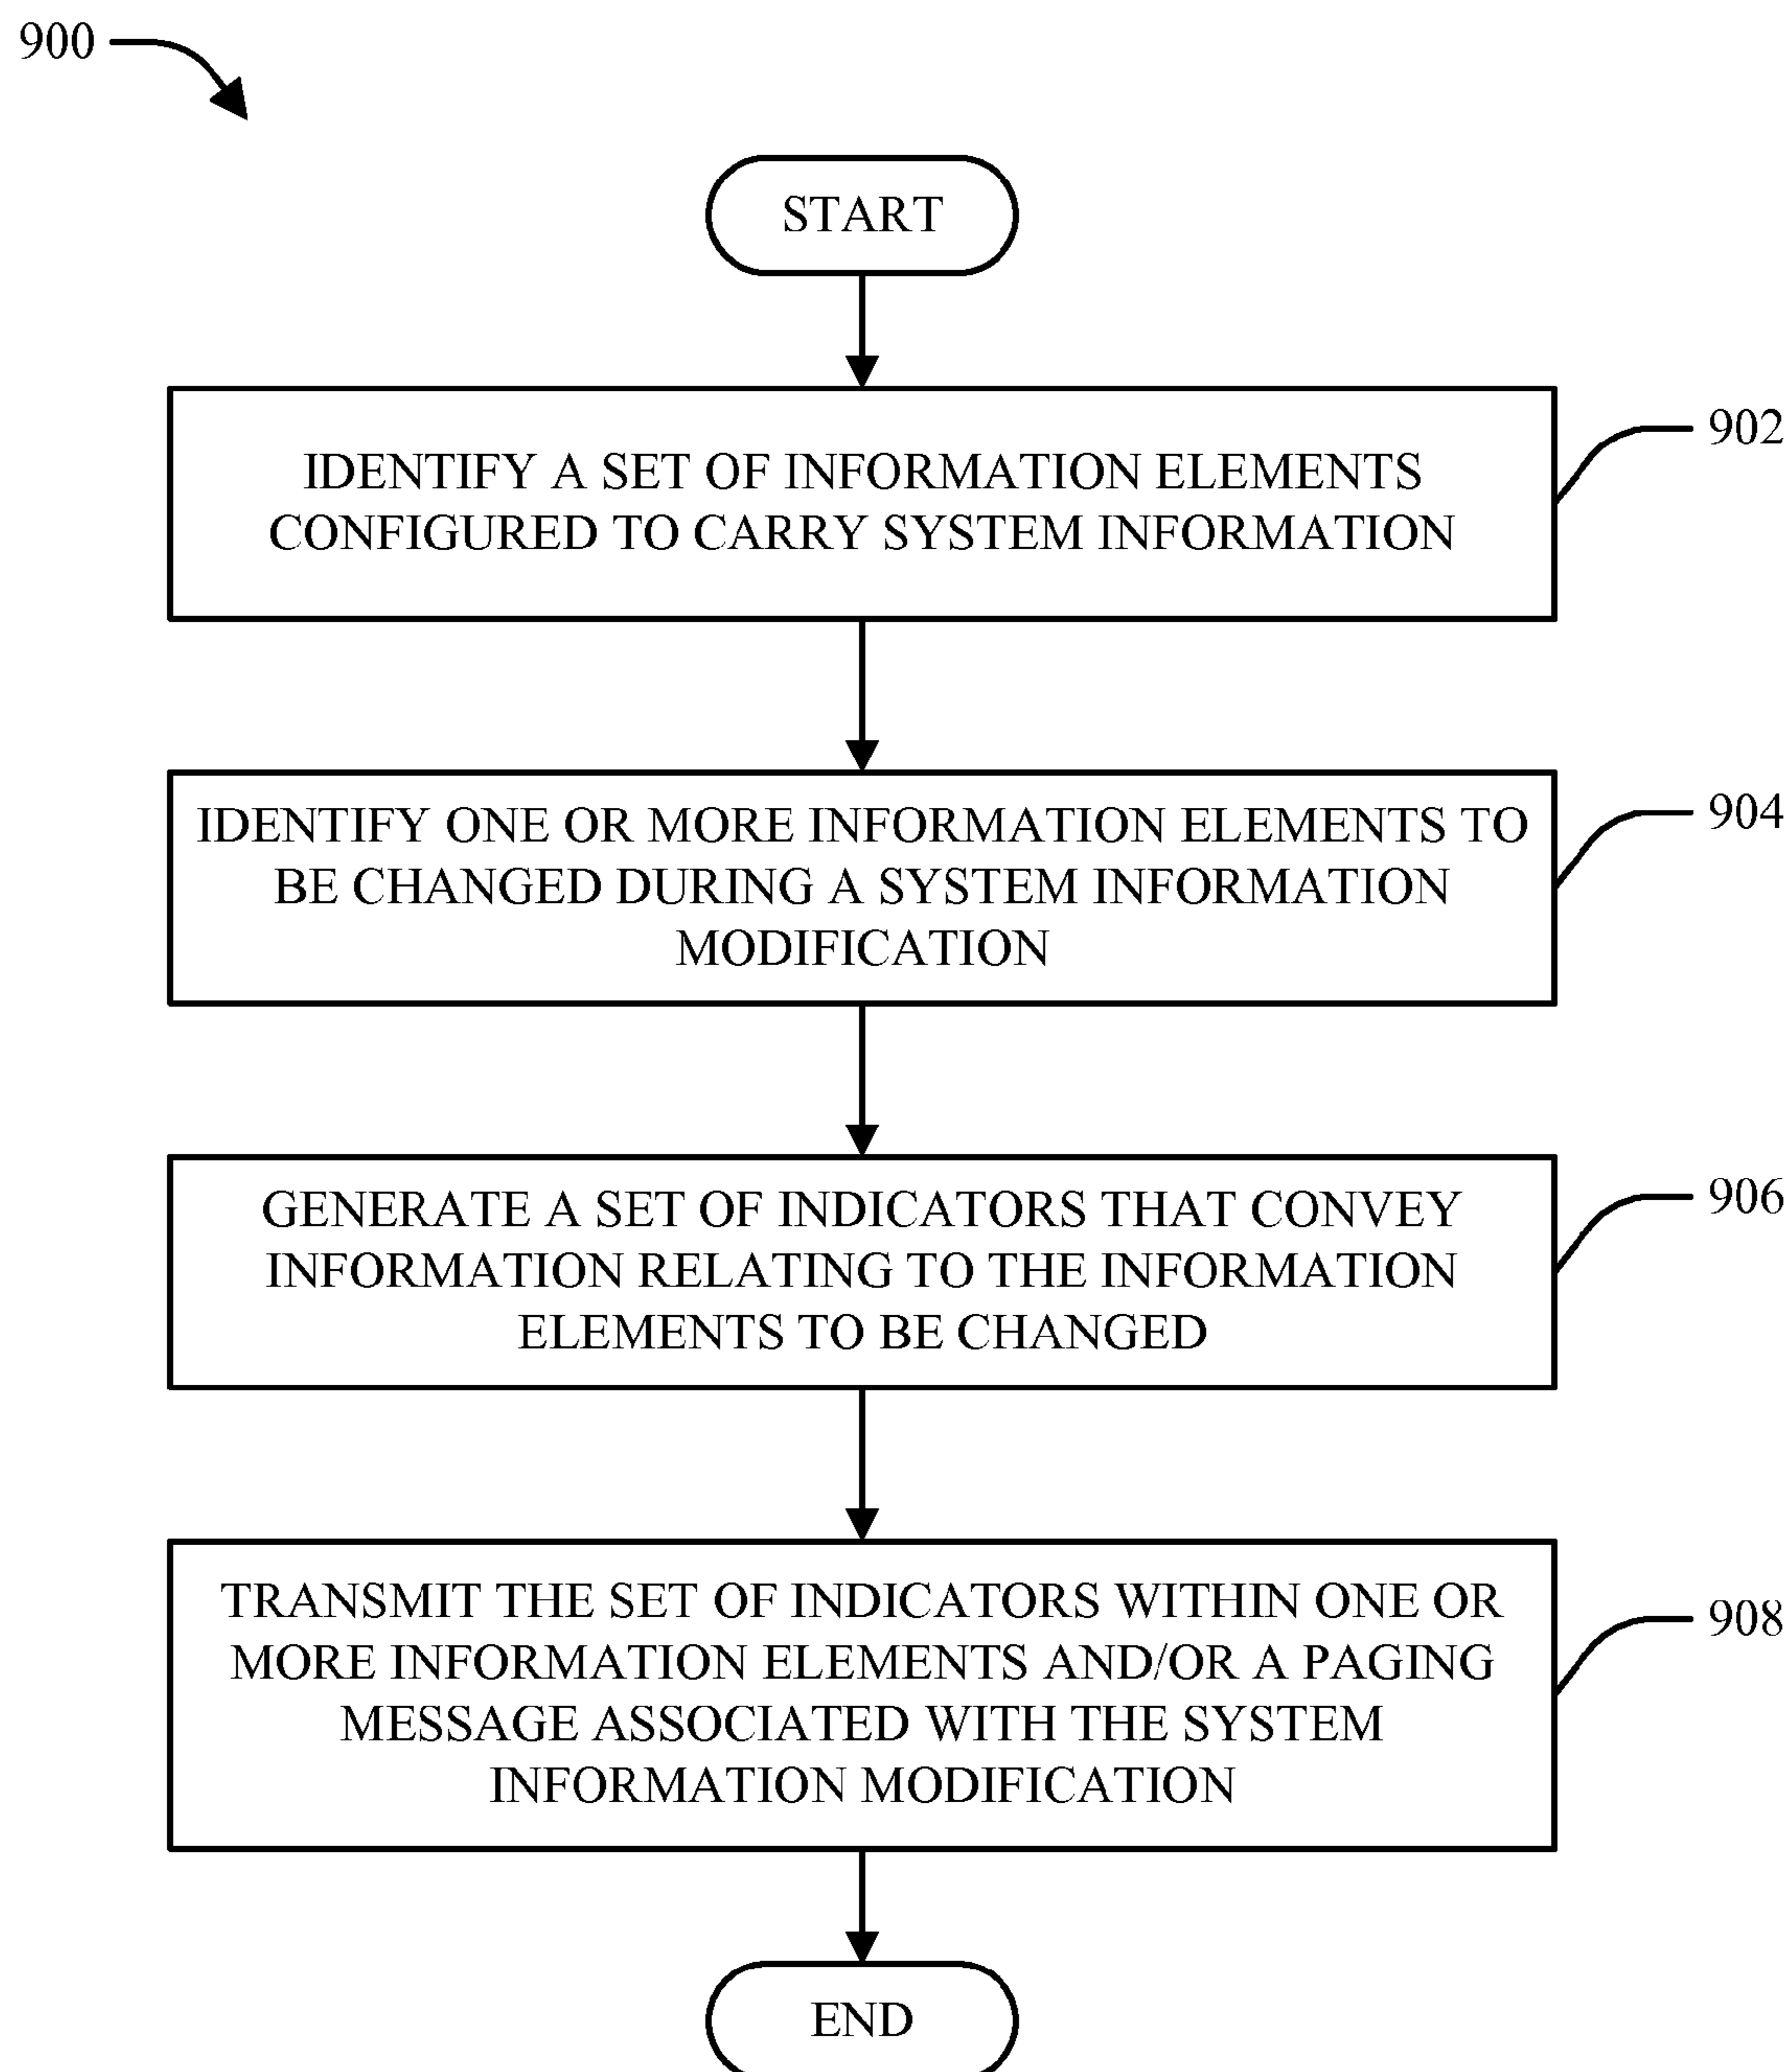 900
START
IDENTIFY A SET OF INFORMATION ELEMENTS
CONFIGURED TO CARRY SYSTEM INFORMATION
902
IDENTIFY ONE OR MORE INFORMATION ELEMENTS TO
BE CHANGED DURING A SYSTEM INFORMATION
MODIFICATION
904
GENERATE A SET OF INDICATORS THAT CONVEY
INFORMATION RELATING TO THE INFORMATION
ELEMENTS TO BE CHANGED
906
TRANSMIT THE SET OF INDICATORS WITHIN ONE OR
MORE INFORMATION ELEMENTS AND/OR A PAGING
MESSAGE ASSOCIATED WITH THE SYSTEM
INFORMATION MODIFICATION
908
END